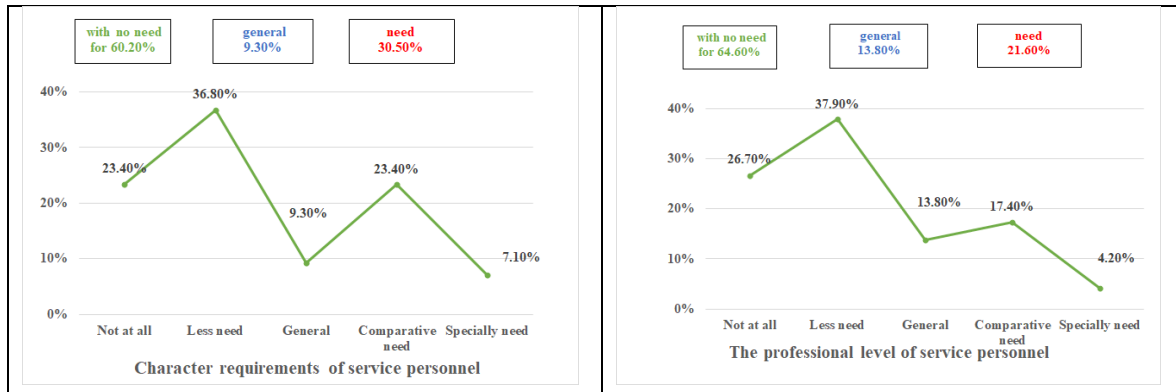 with no need
for 60.20%
general
9.30%
need
30.50%
40%
30%
20%
10%
0%
23.40%
36.80%
9.30%
23.40%
7.10%
Not at all
Less need
General
Comparative
need
Specially need
Character requirements of service personnel
with no need
for 64.60%
general
13.80%
need
21.60%
40%
30%
20%
10%
0%
26.70%
37.90%
13.80%
17.40%
4.20%
Not at all
Less need
General
Comparative
need
Specially need
The professional level of service personnel